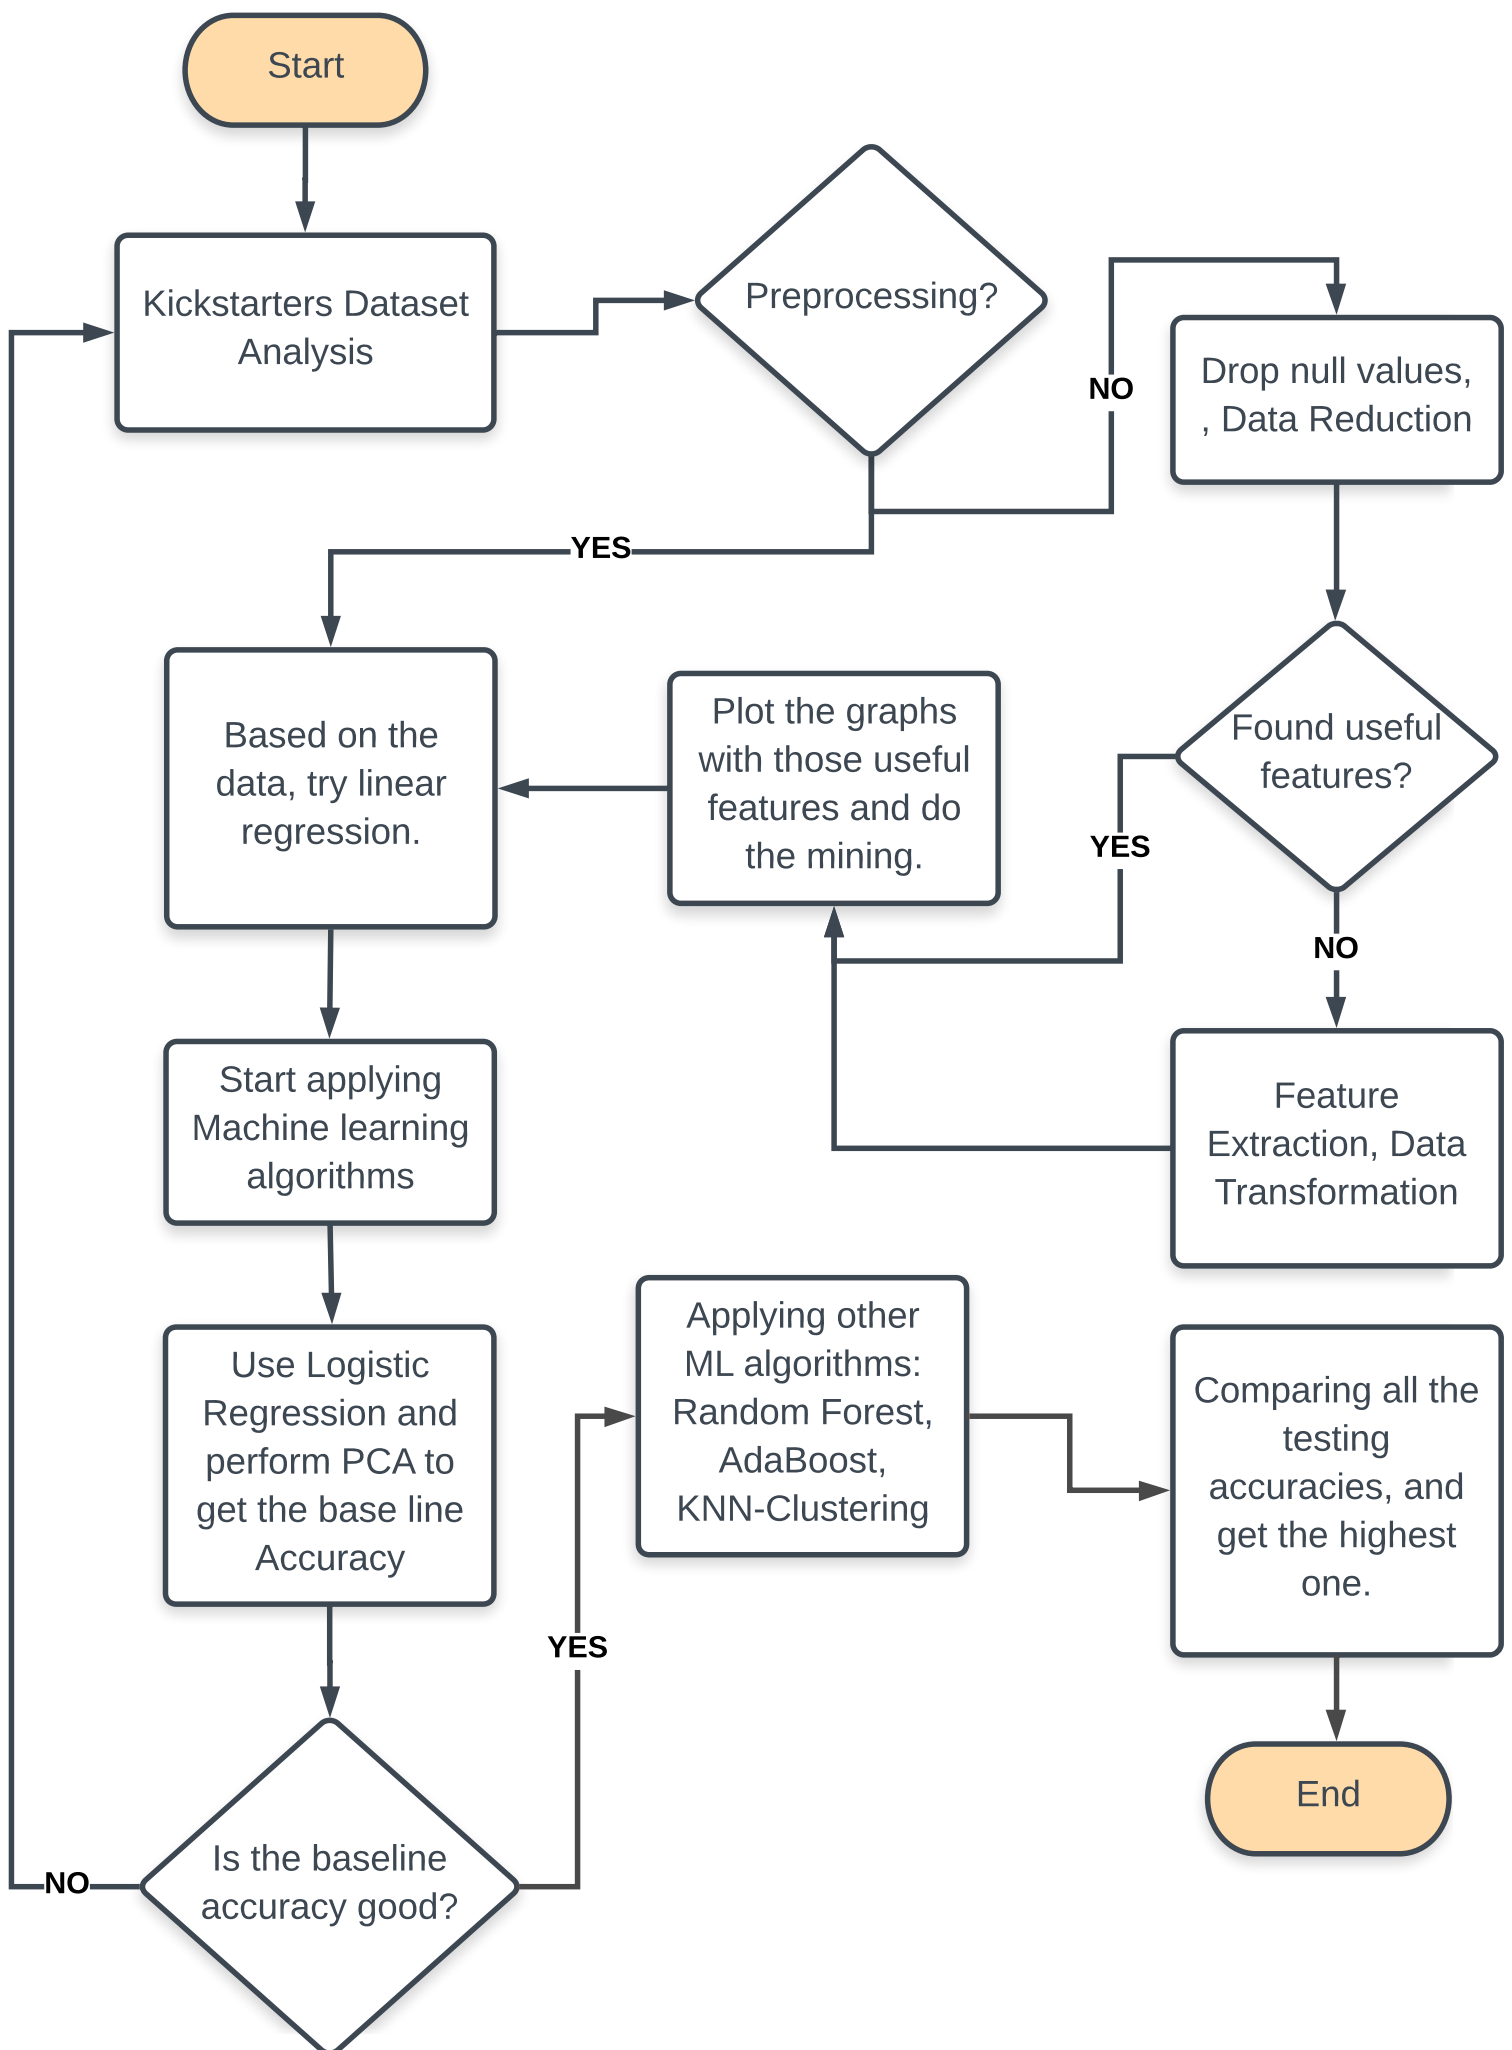 Start
Kickstarters Dataset
Analysis
Preprocessing?
NO
Drop null values,
, Data Reduction
YES
Based on the
data, try linear
regression.
Plot the graphs
with those useful
features and do
the mining.
Found useful
features?
YES
NO
Feature
Extraction, Data
Transformation
Start applying
Machine learning
algorithms
Use Logistic
Regression and
perform PCA to
get the base line
Accuracy
Applying other
ML algorithms:
Random Forest,
AdaBoost,
KNN-Clustering
Comparing all the
testing
accuracies, and
get the highest
one.
YES
Is the baseline
accuracy good?
NO
End